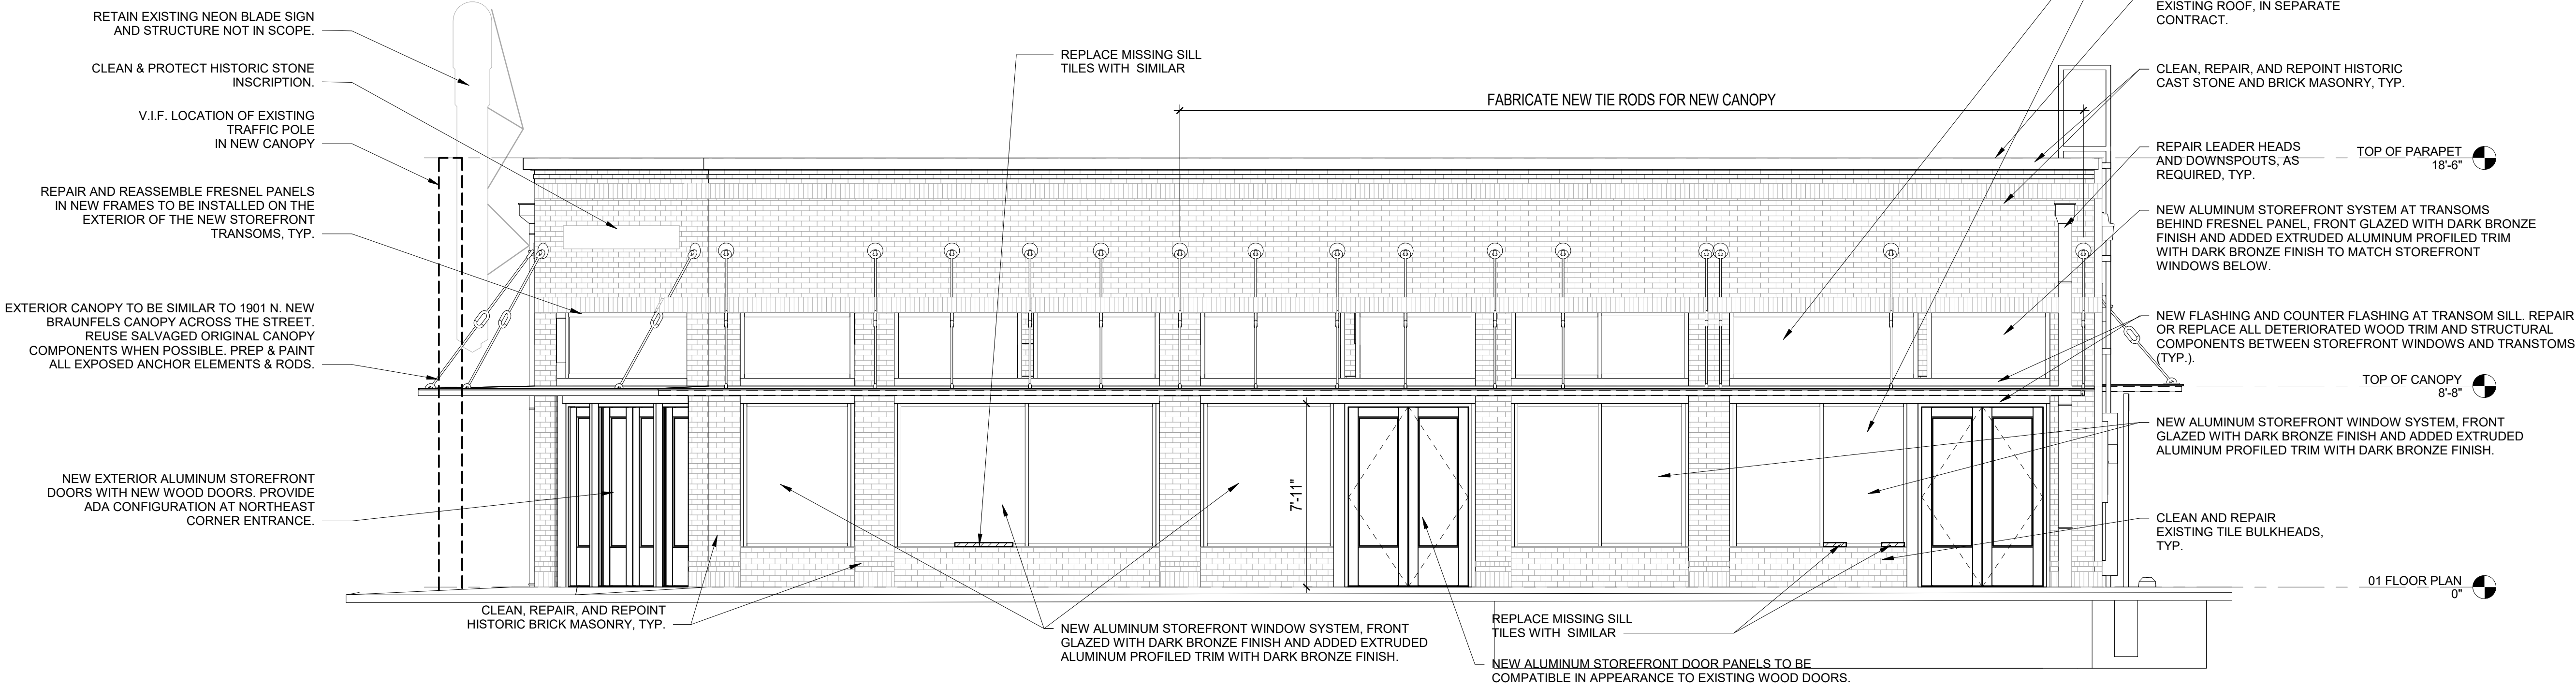 RETAIN EXISTING NEON BLADE SIGN
AND STRUCTURE NOT IN SCOPE.
CLEAN & PROTECT HISTORIC STONE
INSCRIPTION.
V.I.F. LOCATION OF EXISTING
TRAFFIC POLE
IN NEW CANOPY
REPAIR AND REASSEMBLE FRESNEL PANELS
IN NEW FRAMES TO BE INSTALLED ON THE
EXTERIOR OF THE NEW STOREFRONT
TRANSOMS, TYP.
EXTERIOR CANOPY TO BE SIMILAR TO 1901 N. NEW
BRAUNFELS CANOPY ACROSS THE STREET.
REUSE SALVAGED ORIGINAL CANOPY
COMPONENTS WHEN POSSIBLE. PREP & PAINT
ALL EXPOSED ANCHOR ELEMENTS & RODS.
NEW EXTERIOR ALUMINUM STOREFRONT
DOORS WITH NEW WOOD DOORS. PROVIDE
ADA CONFIGURATION AT NORTHEAST
CORNER ENTRANCE.
CLEAN, REPAIR, AND REPOINT
HISTORIC BRICK MASONRY, TYP.
REPLACE MISSING SILL
TILES WITH SIMILAR
FABRICATE NEW TIE RODS FOR NEW CANOPY
7'-11"
NEW ALUMINUM STOREFRONT WINDOW SYSTEM, FRONT
GLAZED WITH DARK BRONZE FINISH AND ADDED EXTRUDED
ALUMINUM PROFILED TRIM WITH DARK BRONZE FINISH.
REPLACE MISSING SILL
TILES WITH SIMILAR
NEW ALUMINUM STOREFRONT DOOR PANELS TO BE
COMPATIBLE IN APPEARANCE TO EXISTING WOOD DOORS.
EXISTING ROOF, IN SEPARATE
CONTRACT.
CLEAN, REPAIR, AND REPOINT HISTORIC
CAST STONE AND BRICK MASONRY, TYP.
REPAIR LEADER HEADS
AND DOWNSPOUTS, AS
REQUIRED, TYP.
TOP OF PARAPET
18'-6"
NEW ALUMINUM STOREFRONT SYSTEM AT TRANSOMS
BEHIND FRESNEL PANEL, FRONT GLAZED WITH DARK BRONZE
FINISH AND ADDED EXTRUDED ALUMINUM PROFILED TRIM
WITH DARK BRONZE FINISH TO MATCH STOREFRONT
WINDOWS BELOW.
NEW FLASHING AND COUNTER FLASHING AT TRANSOM SILL. REPAIR
OR REPLACE ALL DETERIORATED WOOD TRIM AND STRUCTURAL
COMPONENTS BETWEEN STOREFRONT WINDOWS AND TRANSTOMS
(TYP.).
TOP OF CANOPY
8'-8"
NEW ALUMINUM STOREFRONT WINDOW SYSTEM, FRONT
GLAZED WITH DARK BRONZE FINISH AND ADDED EXTRUDED
ALUMINUM PROFILED TRIM WITH DARK BRONZE FINISH.
CLEAN AND REPAIR
EXISTING TILE BULKHEADS,
TYP.
01 FLOOR PLAN
0"